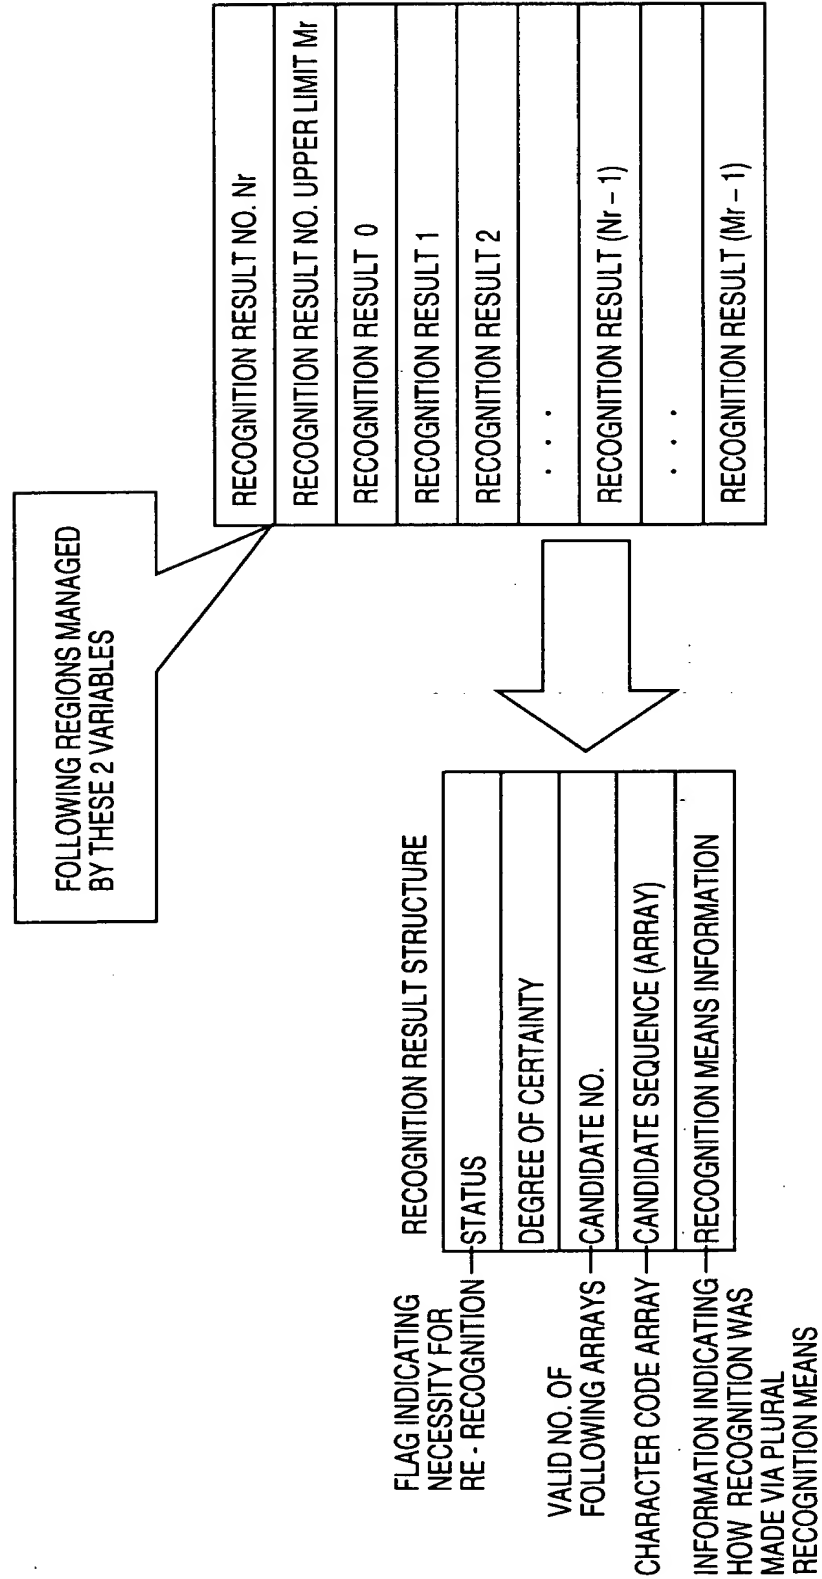 FOLLOWING REGIONS MANAGED
BY THESE 2 VARIABLES
RECOGNITION RESULT NO. Nr
RECOGNITION RESULT NO. UPPER LIMIT Mr
RECOGNITION RESULT 0
RECOGNITION RESULT 1
RECOGNITION RESULT 2
. . .
RECOGNITION RESULT (Nr – 1)
. . .
RECOGNITION RESULT (Mr – 1)
RECOGNITION RESULT STRUCTURE
STATUS
DEGREE OF CERTAINTY
CANDIDATE NO.
CANDIDATE SEQUENCE (ARRAY)
RECOGNITION MEANS INFORMATION
FLAG INDICATING
NECESSITY FOR
RE - RECOGNITION
VALID NO. OF
FOLLOWING ARRAYS
CHARACTER CODE ARRAY
INFORMATION INDICATING
HOW RECOGNITION WAS
MADE VIA PLURAL
RECOGNITION MEANS